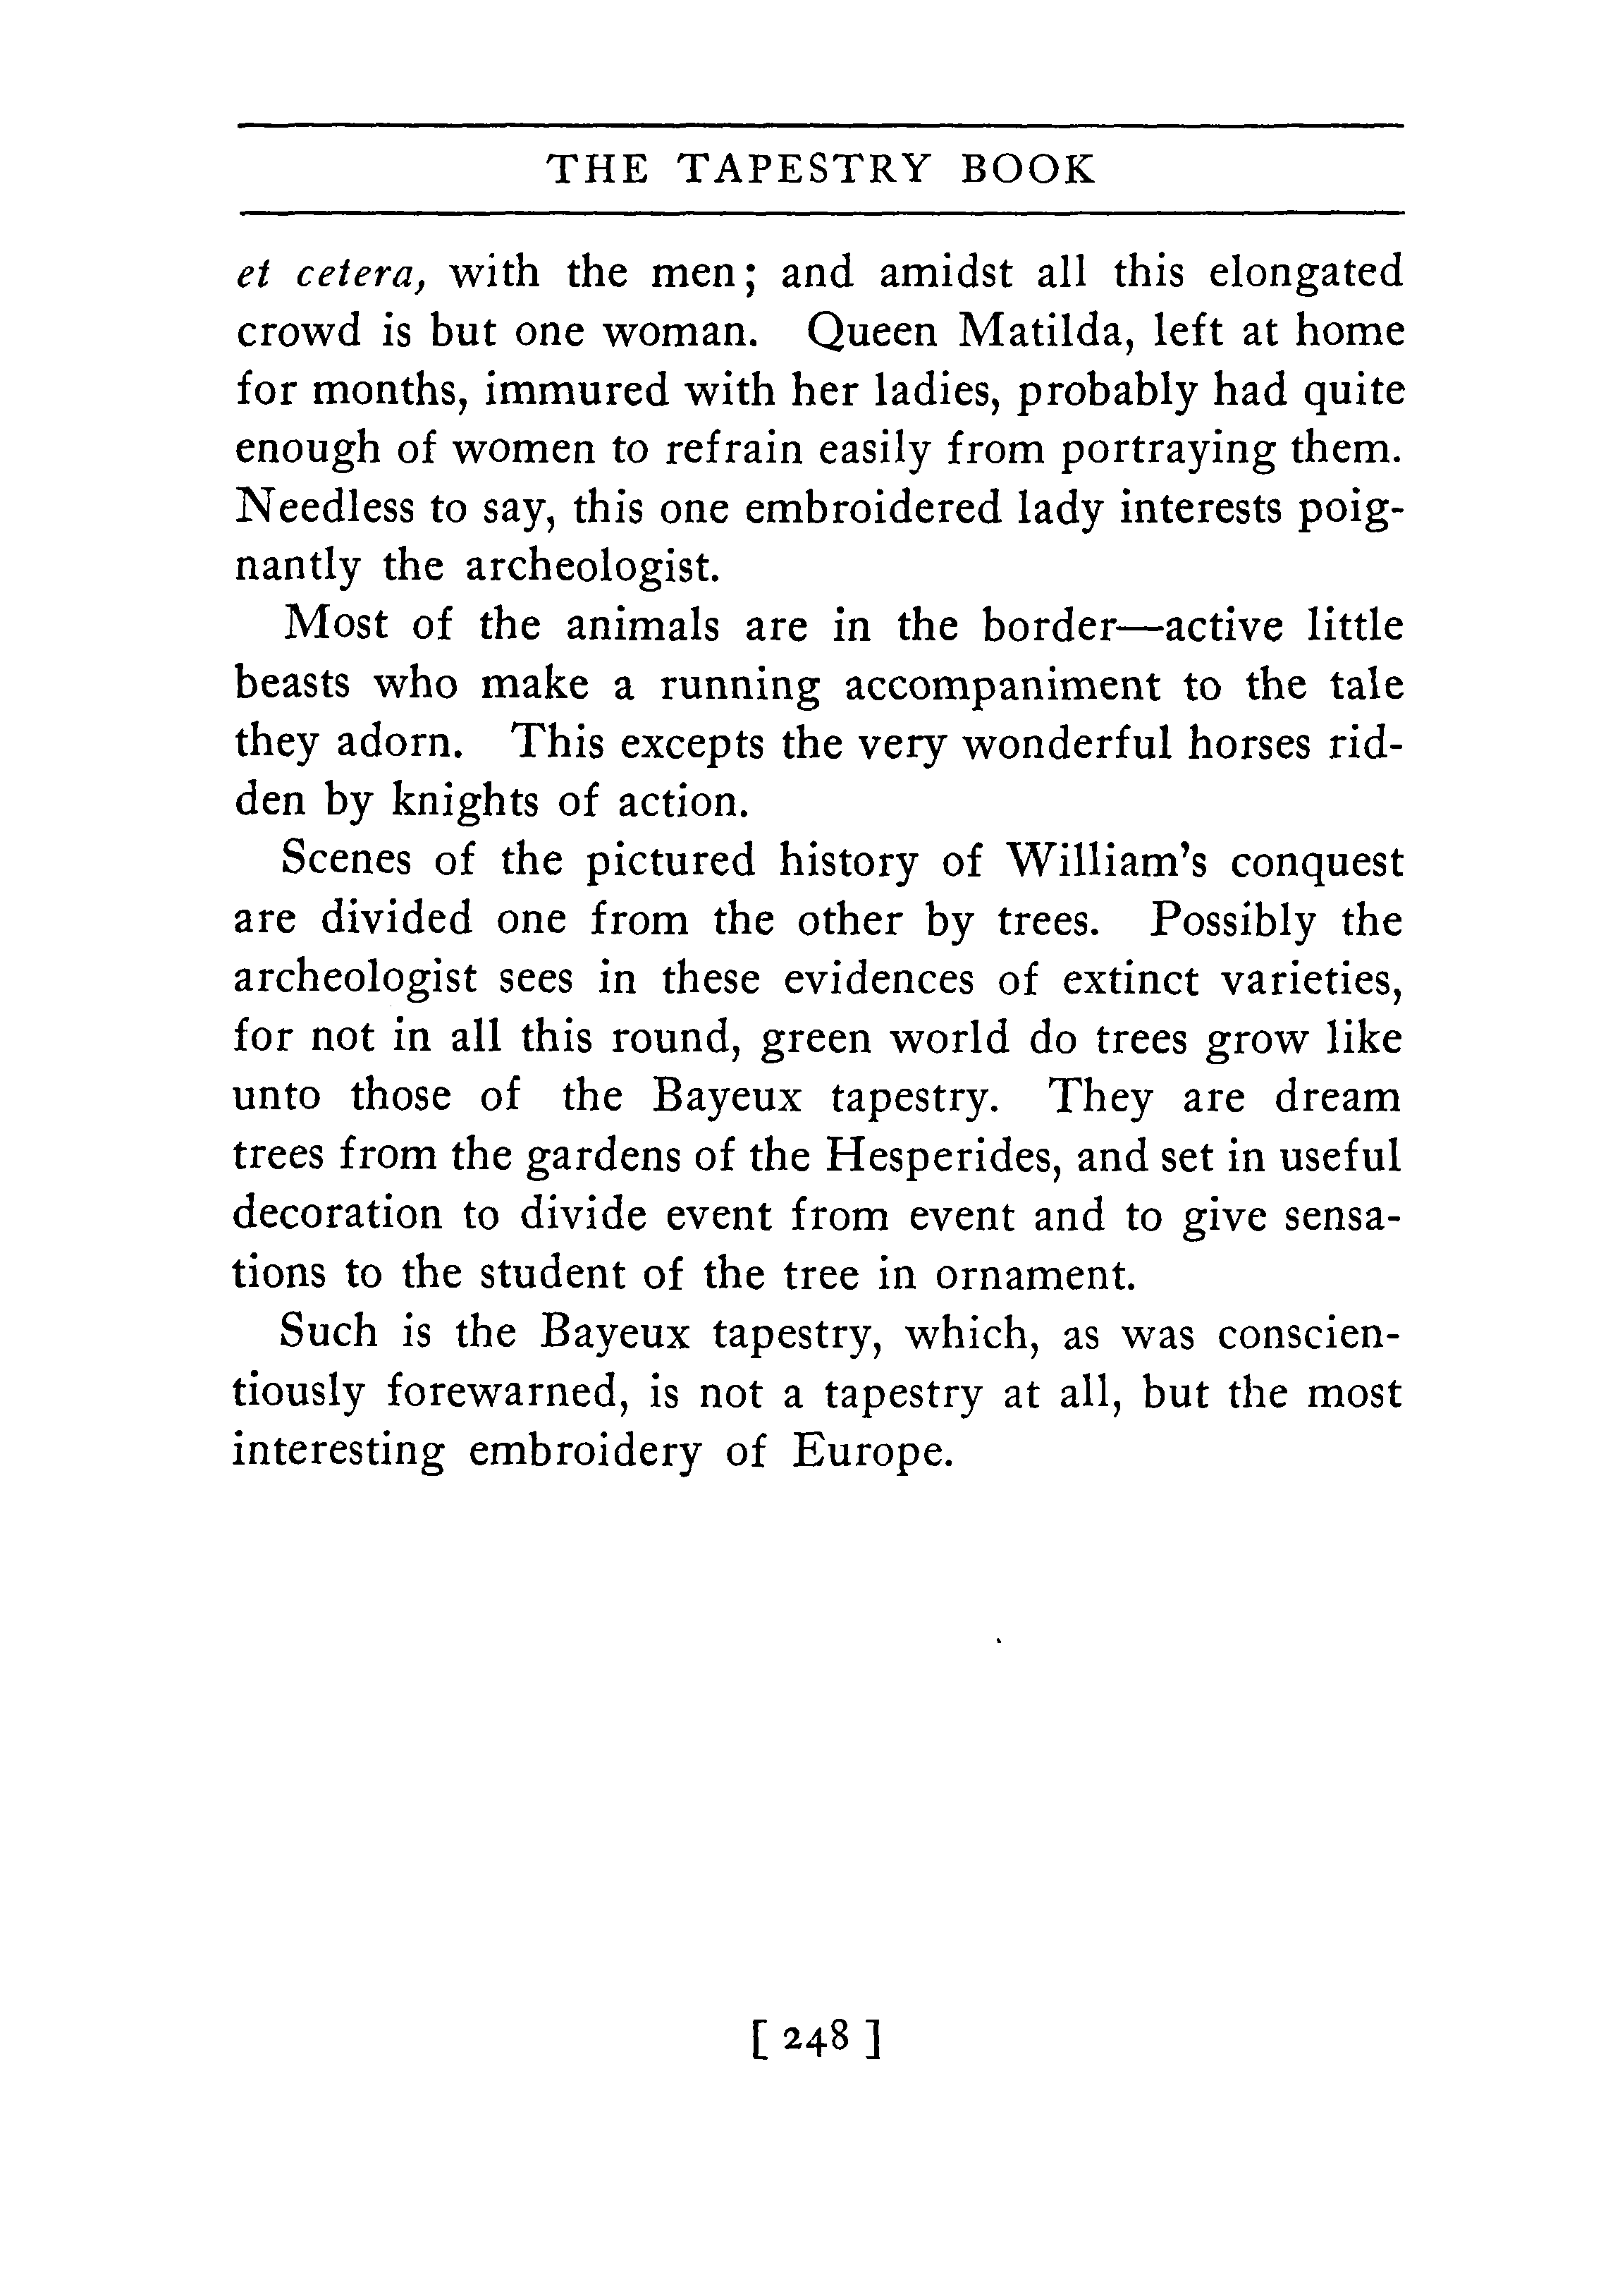 THE TAPESTRY BOOK
et cetera, with the men; and amidst all this elongated
crowd is but one woman. Queen Matilda, left at home
for months, immured with her ladies, probably had quite
enough of women to refrain easily from portraying them.
Needless to say, this one embroidered lady interests poig-
nantly the archeologist.
Most of the animals are in the border—active little
beasts who make a running accompaniment to the tale
they adorn. This excepts the very wonderful horses rid-
den by knights of action.
Scenes of the pictured history of William's conquest
are divided one from the other by trees. Possibly the
archeologist sees in these evidences of extinct varieties,
for not in all this round, green world do trees grow like
unto those of the Bayeux tapestry. They are dream
trees from the gardens of the Hesperides, and set in useful
decoration to divide event from event and to give sensa-
tions to the student of the tree in ornament.
Such is the Bayeux tapestry, which, as was conscien-
tiously forewarned, is not a tapestry at all, but the most
interesting embroidery of Europe.
[ 248 ]